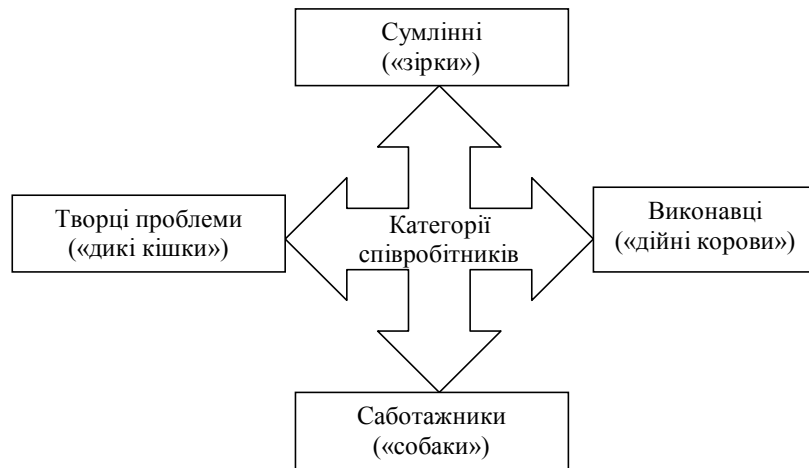 Сумлінні
(«зірки»)
Творці проблеми
(«дикі кішки»)
Категорії
співробітників
Виконавці
(«дійні корови»)
Саботажники
(«собаки»)